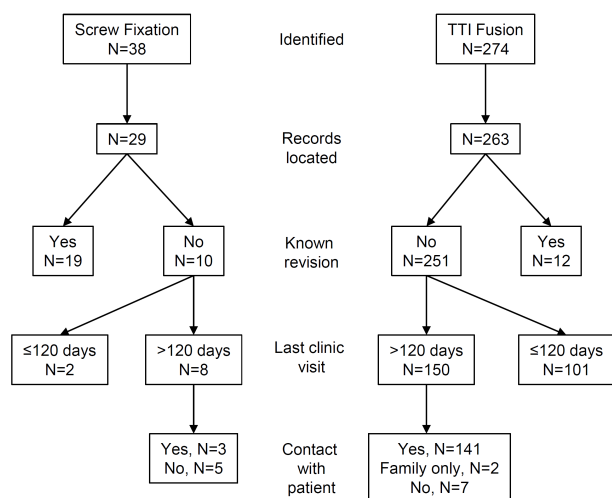 Screw Fixation
N=38
Identified
TTI Fusion
N=274
N=29
Records
located
N=263
Yes
N=19
No
N=10
Known
revision
No
N=251
Yes
N=12
≤120 days
N=2
>120 days
N=8
Last clinic
visit
>120 days
N=150
≤120 days
N=101
Yes, N=3
No, N=5
Contact
with
patient
Yes, N=141
Family only, N=2
No, N=7